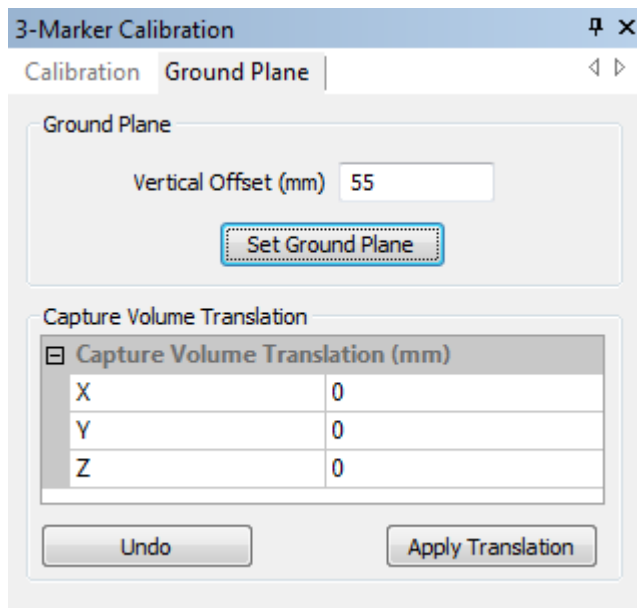 3-Marker Calibration
Calibration Ground Plane
Ground Plane
Vertical Offset (mm) 55
Set Ground Plane
Capture Volume Translation
Capture Volume Translation (mm)
X 0
Y 0
Z 0
Undo Apply Translation